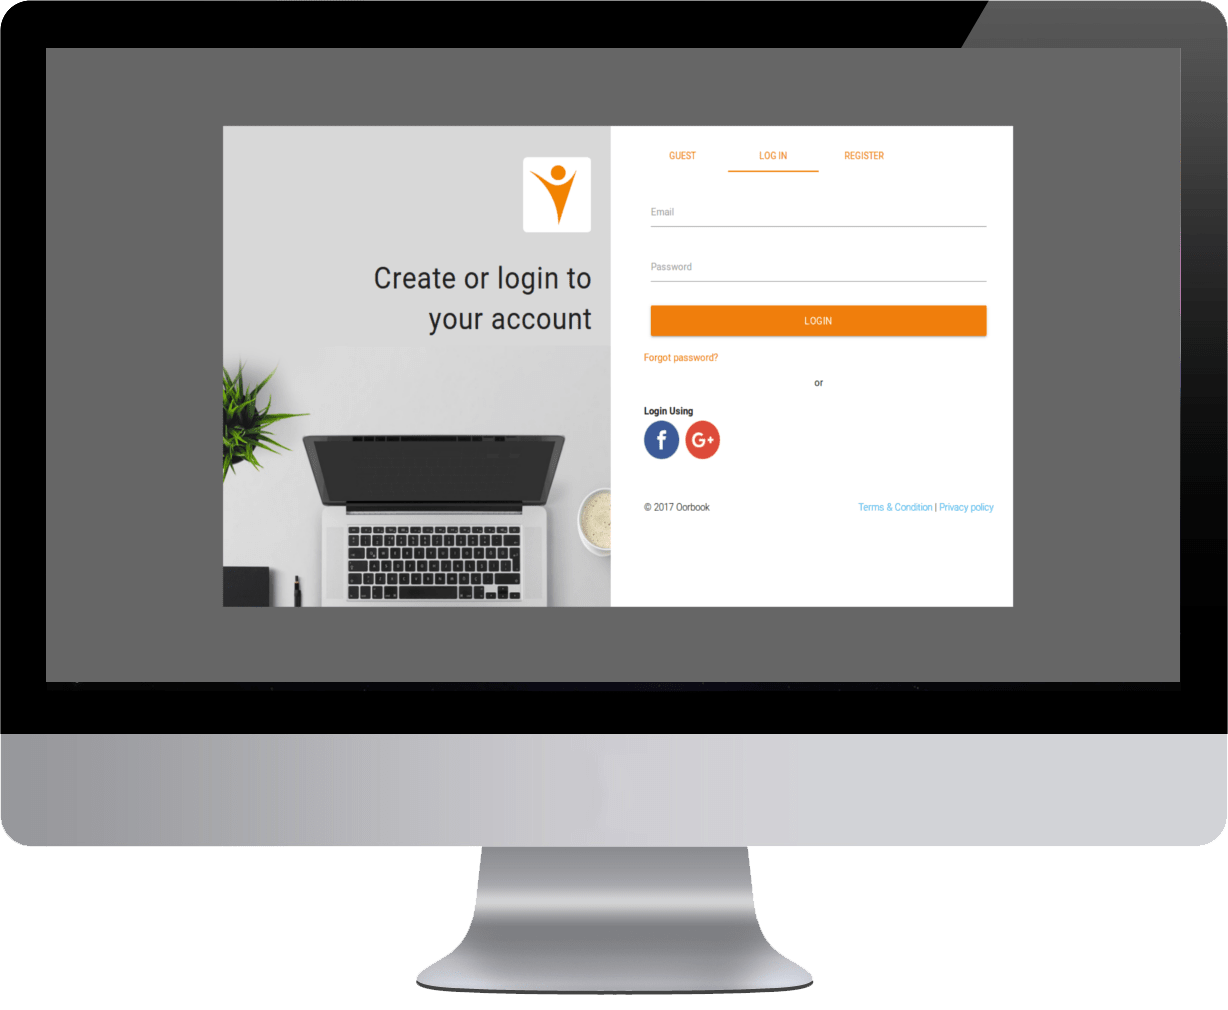 Create or login to
your account
GUEST
LOG IN
REGISTER
Email
Password
LOGIN
Forgot password?
or
Login Using
f
G+
© 2017 Oorbook
Terms & Condition | Privacy policy